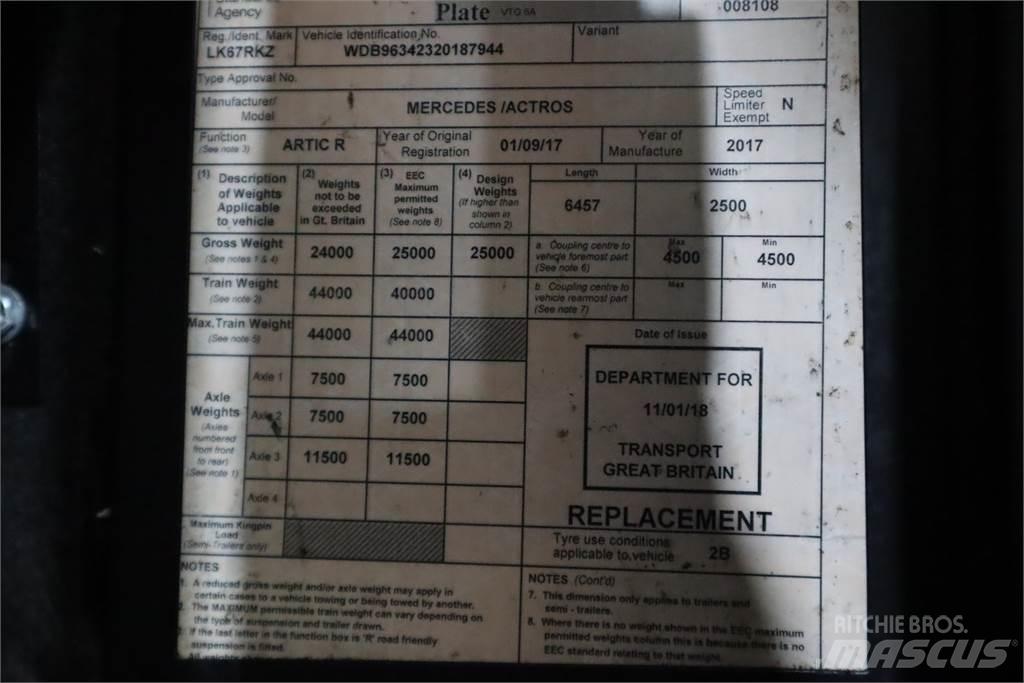 Agency
Plate VTG 6A
008108
Reg./Ident. Mark
LK67RKZ
Vehicle Identification No.
WDB96342320187944
Variant
Type Approval No.
Manufacturer/
Model
MERCEDES /ACTROS
Speed
Limiter N
Exempt
Function
(See note 3)
ARTIC R
Year of Original
Registration
01/09/17
Year of
Manufacture
2017
(1) Description
of Weights
Applicable
to vehicle
(2) Weights
not to be
exceeded
in Gt. Britain
(3) EEC
Maximum
permitted
weights
(See note 8)
(4) Design
Weights
(If higher than
shown in
column 2)
Length
6457
Width
2500
Gross Weight
(See notes 1 & 4)
24000 25000 25000
a. Coupling centre to
vehicle foremost part
(See note 6)
Max
4500
Min
4500
Train Weight
(See note 2)
44000 40000
b. Coupling centre to
vehicle rearmost part
(See note 7)
Max
Min
Max.Train Weight
(See note 5)
44000 44000
Date of Issue
DEPARTMENT FOR
11/01/18
TRANSPORT
GREAT BRITAIN
Axle
Weights
(Axles
numbered
from front
to rear)
(See note 1)
Axle 1 7500 7500
Axle 2 7500 7500
Axle 3 11500 11500
Axle 4
REPLACEMENT
Maximum Kingpin
Load
(Semi-Trailers only)
Tyre use conditions
applicable to vehicle 2B
NOTES
1. A reduced gross weight and/or axle weight may apply in
certain cases to a vehicle towing or being towed by another.
2. The MAXIMUM permissible train weight can vary depending on
the type of suspension and trailer drawn.
If the last letter in the function box is 'R' road friendly
suspension is fitted.
All weights
NOTES (Cont'd)
7. This dimension only applies to trailers and
semi - trailers.
8. Where there is no weight shown in the EEC maximum
permitted weights column this is because there is no
EEC standard relating to that weight.
RITCHIE BROS.
MASCUS